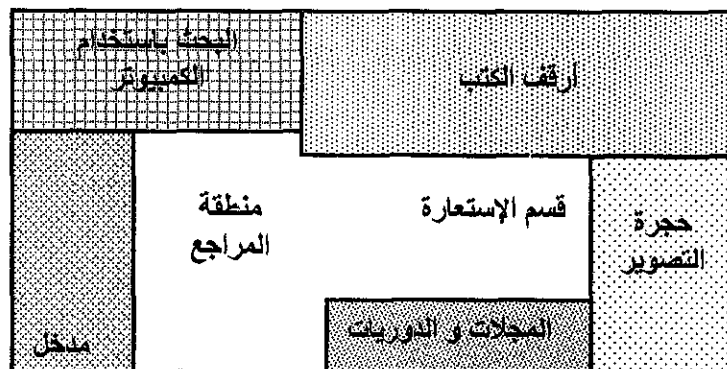 البحث باستخدام
الكمبيوتر
أرفف الكتب
قسم الإستعارة
منطقة
المراجع
حجرة
التصوير
المجلات و الدوريات
مدخل